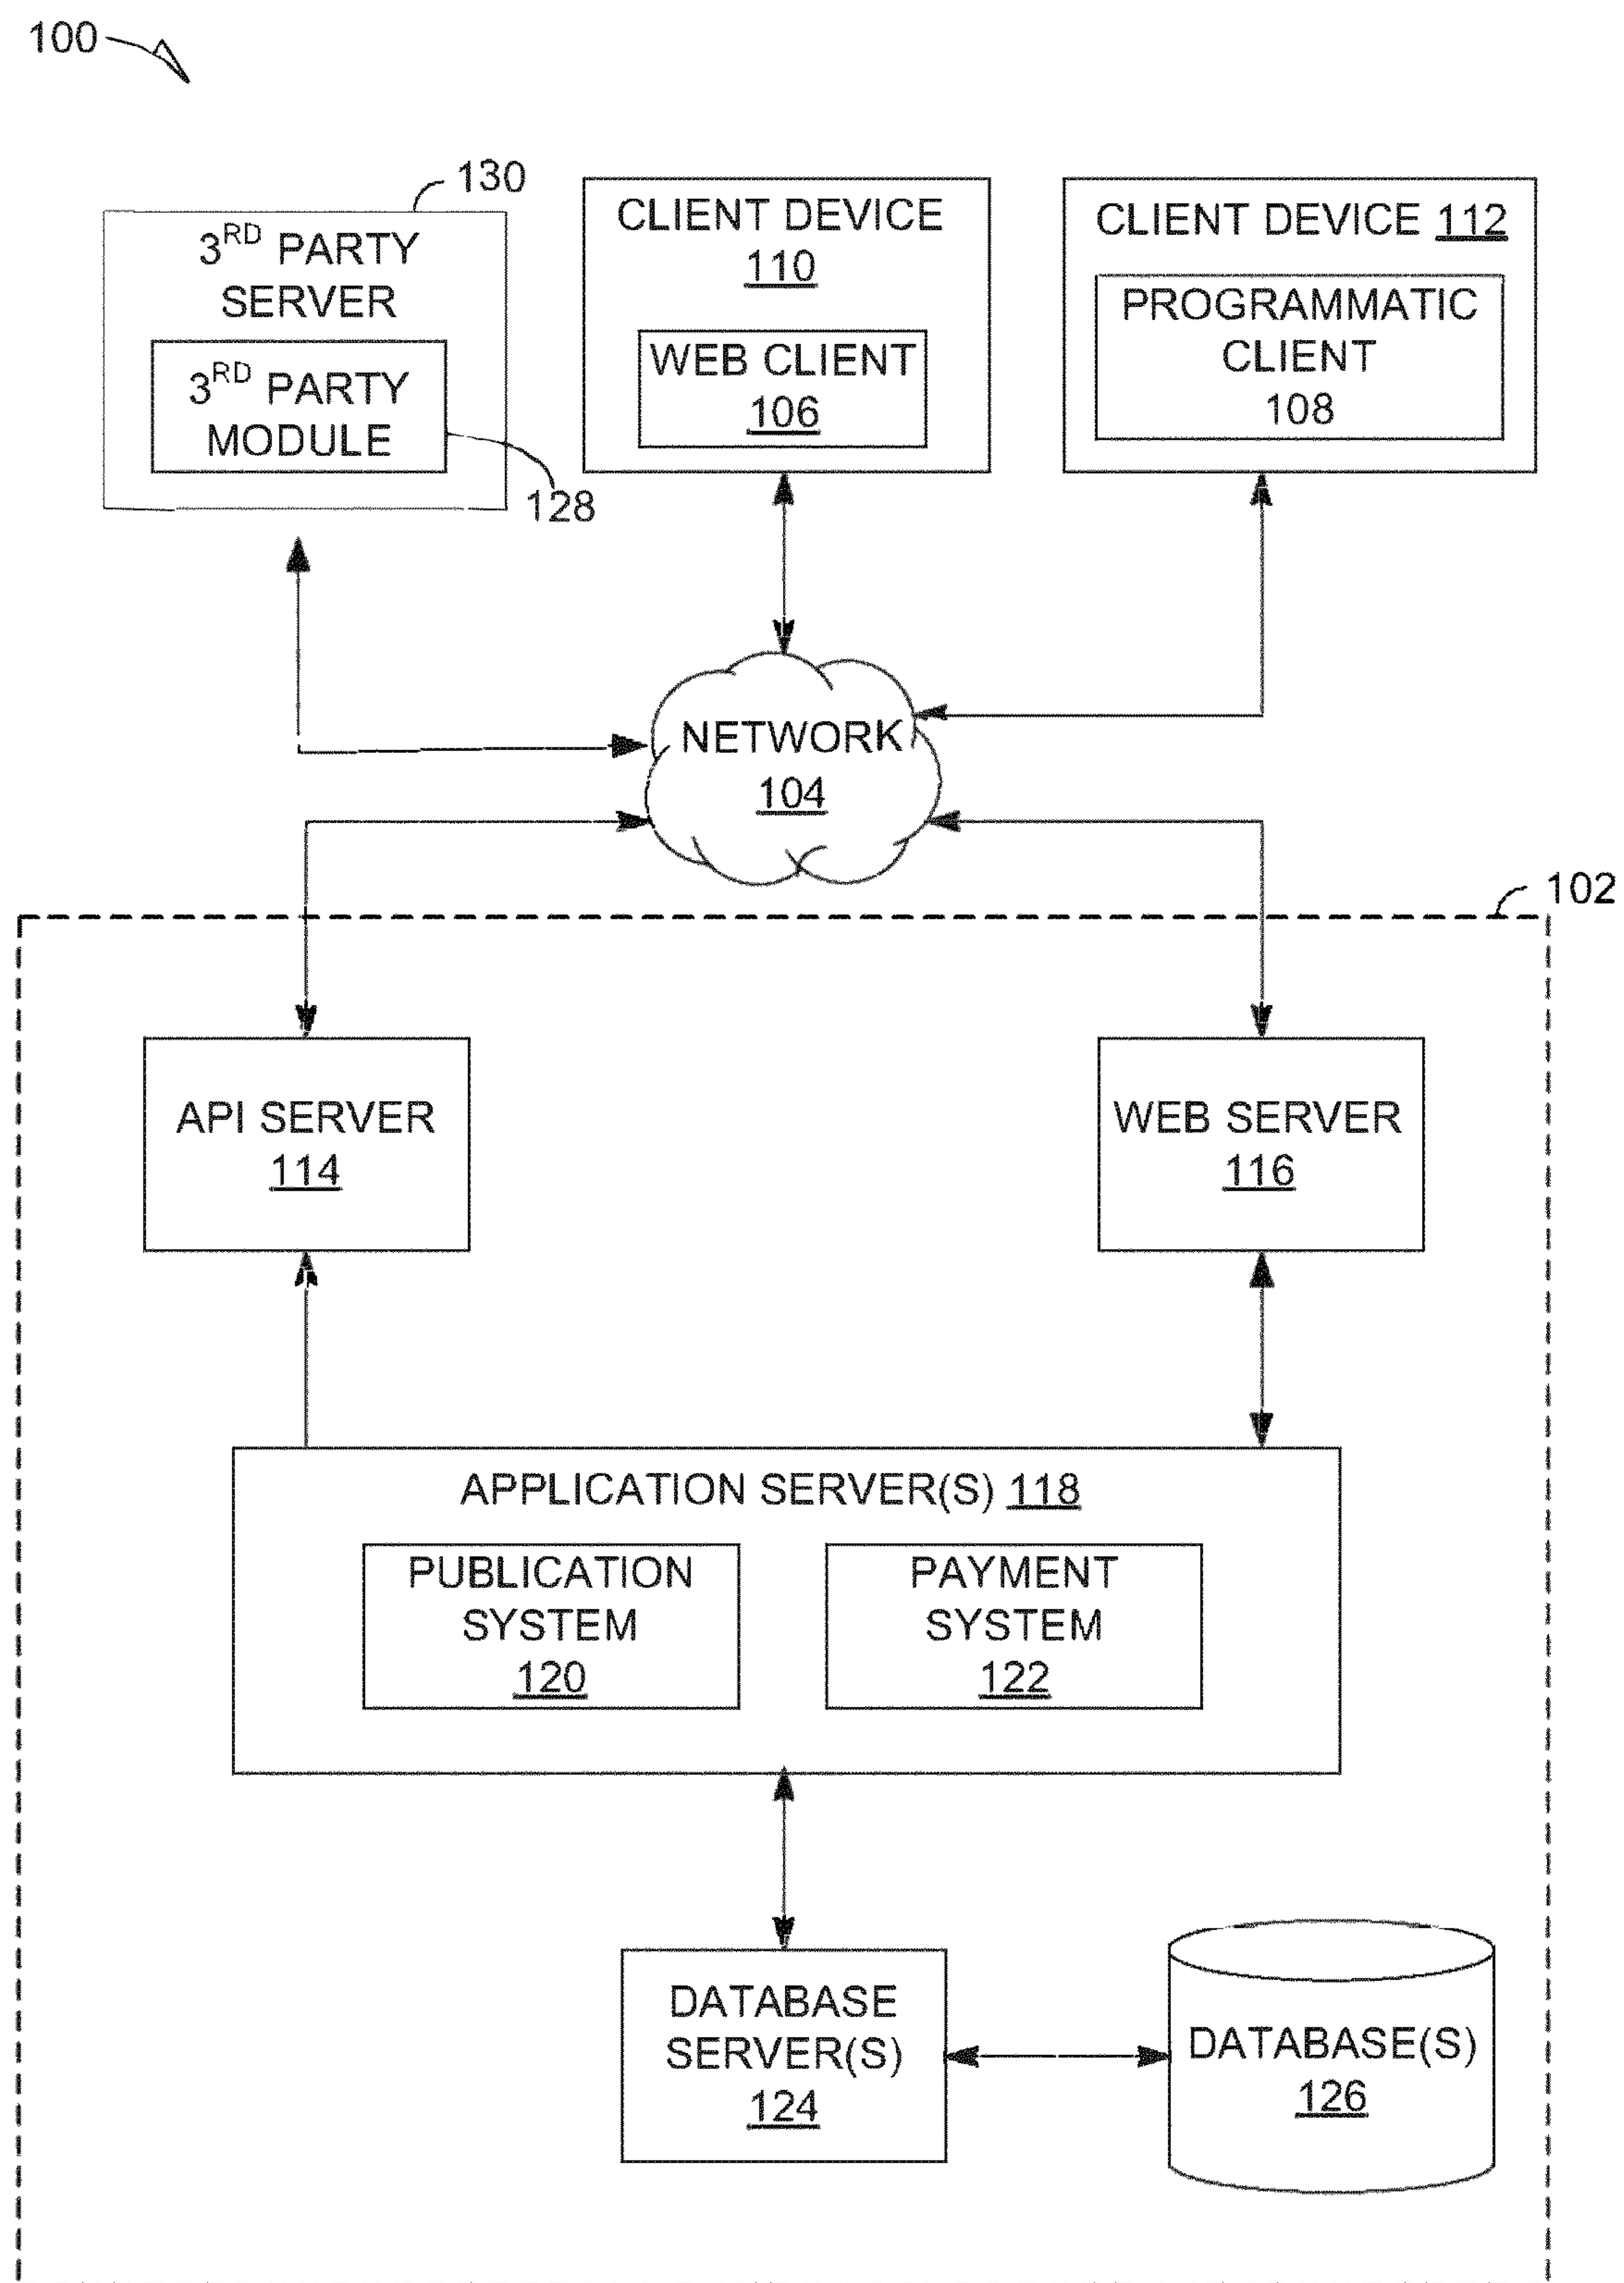 100
130
3RD PARTY
SERVER
3RD PARTY
MODULE
128
CLIENT DEVICE
110
WEB CLIENT
106
CLIENT DEVICE 112
PROGRAMMATIC
CLIENT
108
NETWORK
104
102
API SERVER
114
WEB SERVER
116
APPLICATION SERVER(S) 118
PUBLICATION
SYSTEM
120
PAYMENT
SYSTEM
122
DATABASE
SERVER(S)
124
DATABASE(S)
126